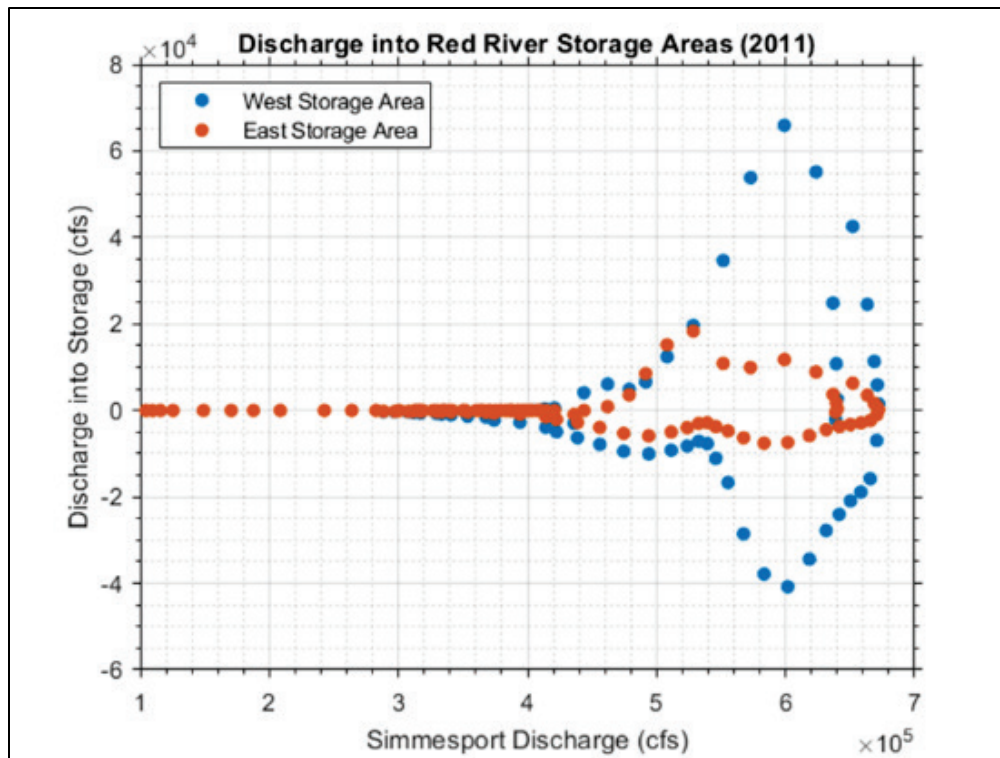 Discharge into Red River Storage Areas (2011)
×10⁴
West Storage Area
East Storage Area
8
6
4
2
0
-2
-4
-6
Discharge into Storage (cfs)
1 2 3 4 5 6 7
Simmesport Discharge (cfs)
×10⁵